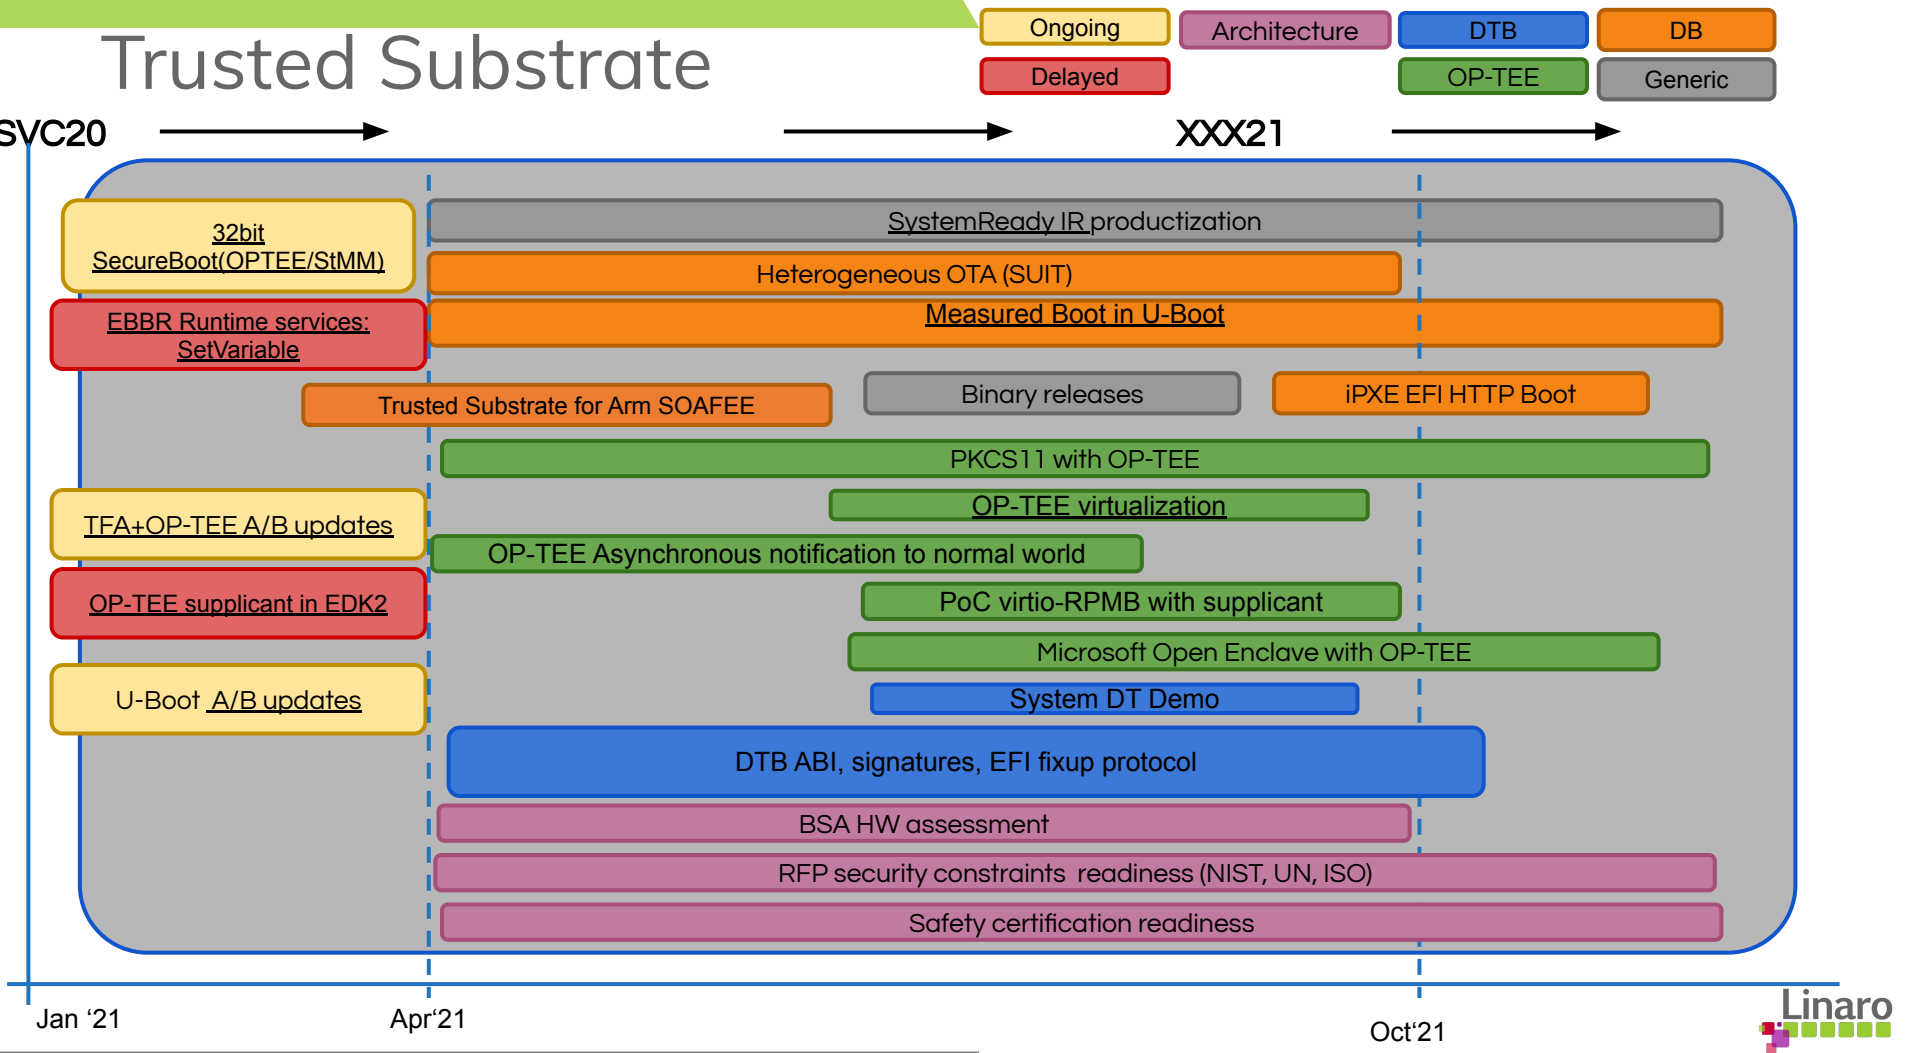 Trusted Substrate
Ongoing
Architecture
DTB
DB
Delayed
OP-TEE
Generic
SVC20
XXX21
32bit
SecureBoot(OPTEE/StMM)
SystemReady IR productization
Heterogeneous OTA (SUIT)
EBBR Runtime services:
SetVariable
Measured Boot in U-Boot
Trusted Substrate for Arm SOAFEE
Binary releases
iPXE EFI HTTP Boot
PKCS11 with OP-TEE
TFA+OP-TEE A/B updates
OP-TEE virtualization
OP-TEE Asynchronous notification to normal world
OP-TEE supplicant in EDK2
PoC virtio-RPMB with supplicant
Microsoft Open Enclave with OP-TEE
U-Boot A/B updates
System DT Demo
DTB ABI, signatures, EFI fixup protocol
BSA HW assessment
RFP security constraints readiness (NIST, UN, ISO)
Safety certification readiness
Jan ‘21
Apr‘21
Oct‘21
Linaro